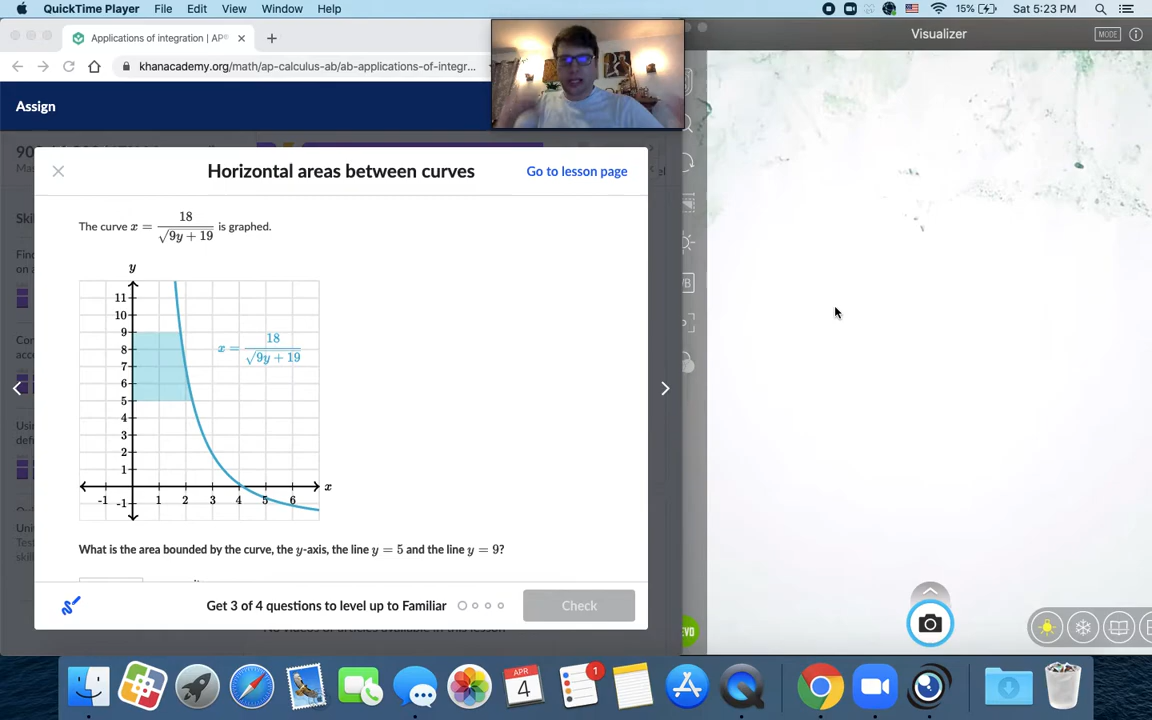 QuickTime Player File Edit View Window Help 15% Sat 5:23 PM
Applications of integration | AP®
khanacademy.org/math/ap-calculus-ab/ab-applications-of-integr...
Visualizer
MODE
Assign
Horizontal areas between curves
Go to lesson page
The curve x = 18/√(9y + 19) is graphed.
y
11
10
9
8
7
6
5
4
3
2
1
-1
-1 1 2 3 4 5 6
x
x = 18/√(9y + 19)
What is the area bounded by the curve, the y-axis, the line y = 5 and the line y = 9?
Get 3 of 4 questions to level up to Familiar
Check
APR
4
1